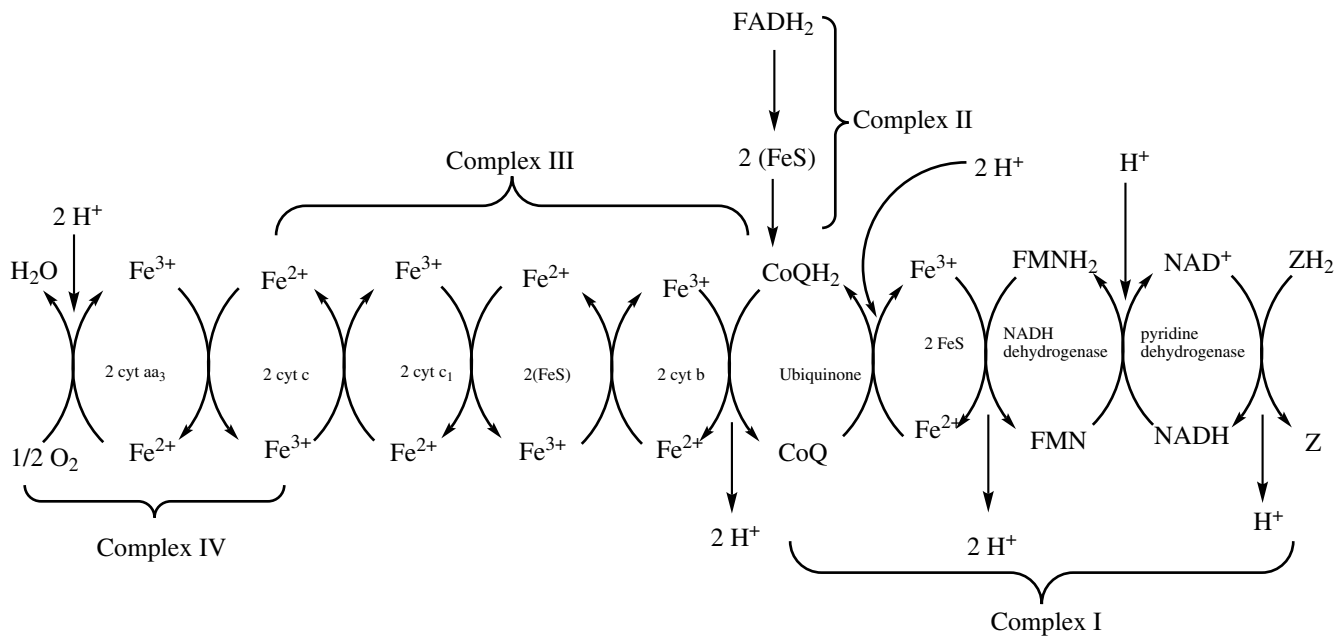 FADH₂
Complex II
Complex III
2 (FeS)
2 H⁺
H⁺
2 H⁺
H₂O
Fe³⁺
Fe²⁺
Fe³⁺
Fe²⁺
Fe³⁺
CoQH₂
Fe³⁺
FMNH₂
NAD⁺
ZH₂
2 cyt aa₃
2 cyt c
2 cyt c₁
2(FeS)
2 cyt b
Ubiquinone
2 FeS
NADH
dehydrogenase
pyridine
dehydrogenase
1/2 O₂
Fe²⁺
Fe³⁺
Fe²⁺
Fe³⁺
Fe²⁺
CoQ
Fe²⁺
FMN
NADH
Z
Complex IV
2 H⁺
2 H⁺
H⁺
Complex I